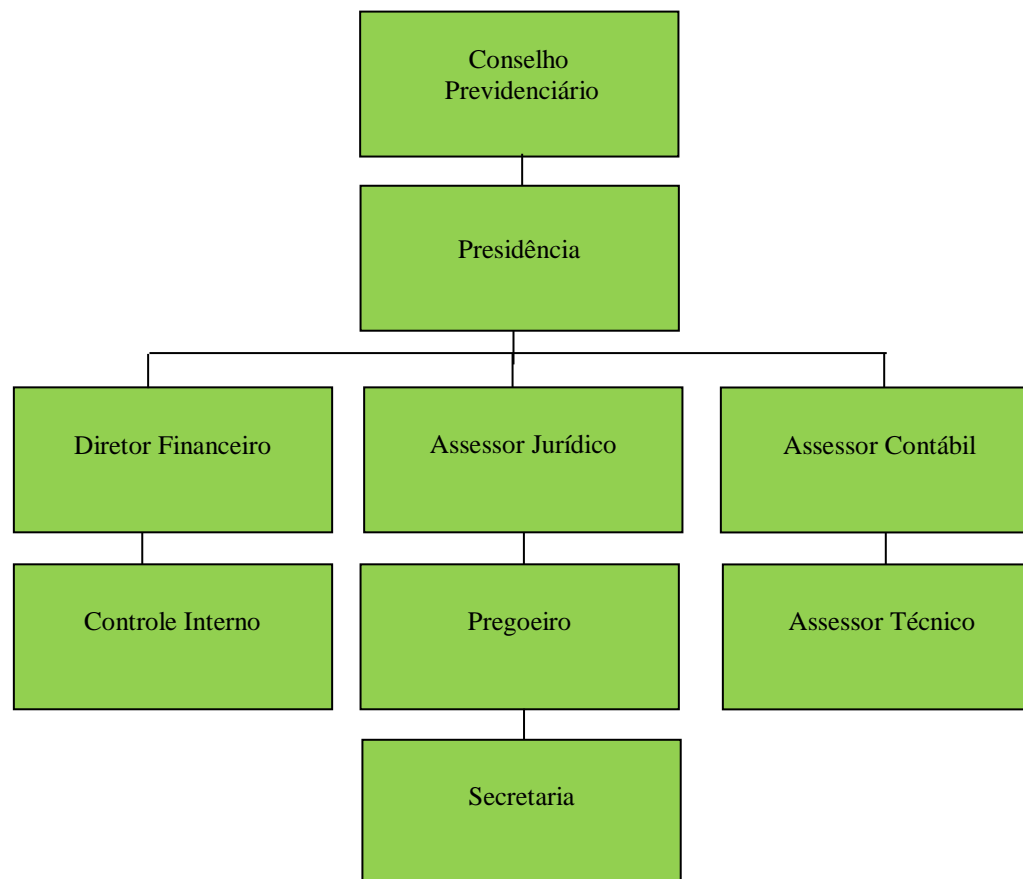 Conselho
Previdenciário
Presidência
Diretor Financeiro
Assessor Jurídico
Assessor Contábil
Controle Interno
Pregoeiro
Assessor Técnico
Secretaria